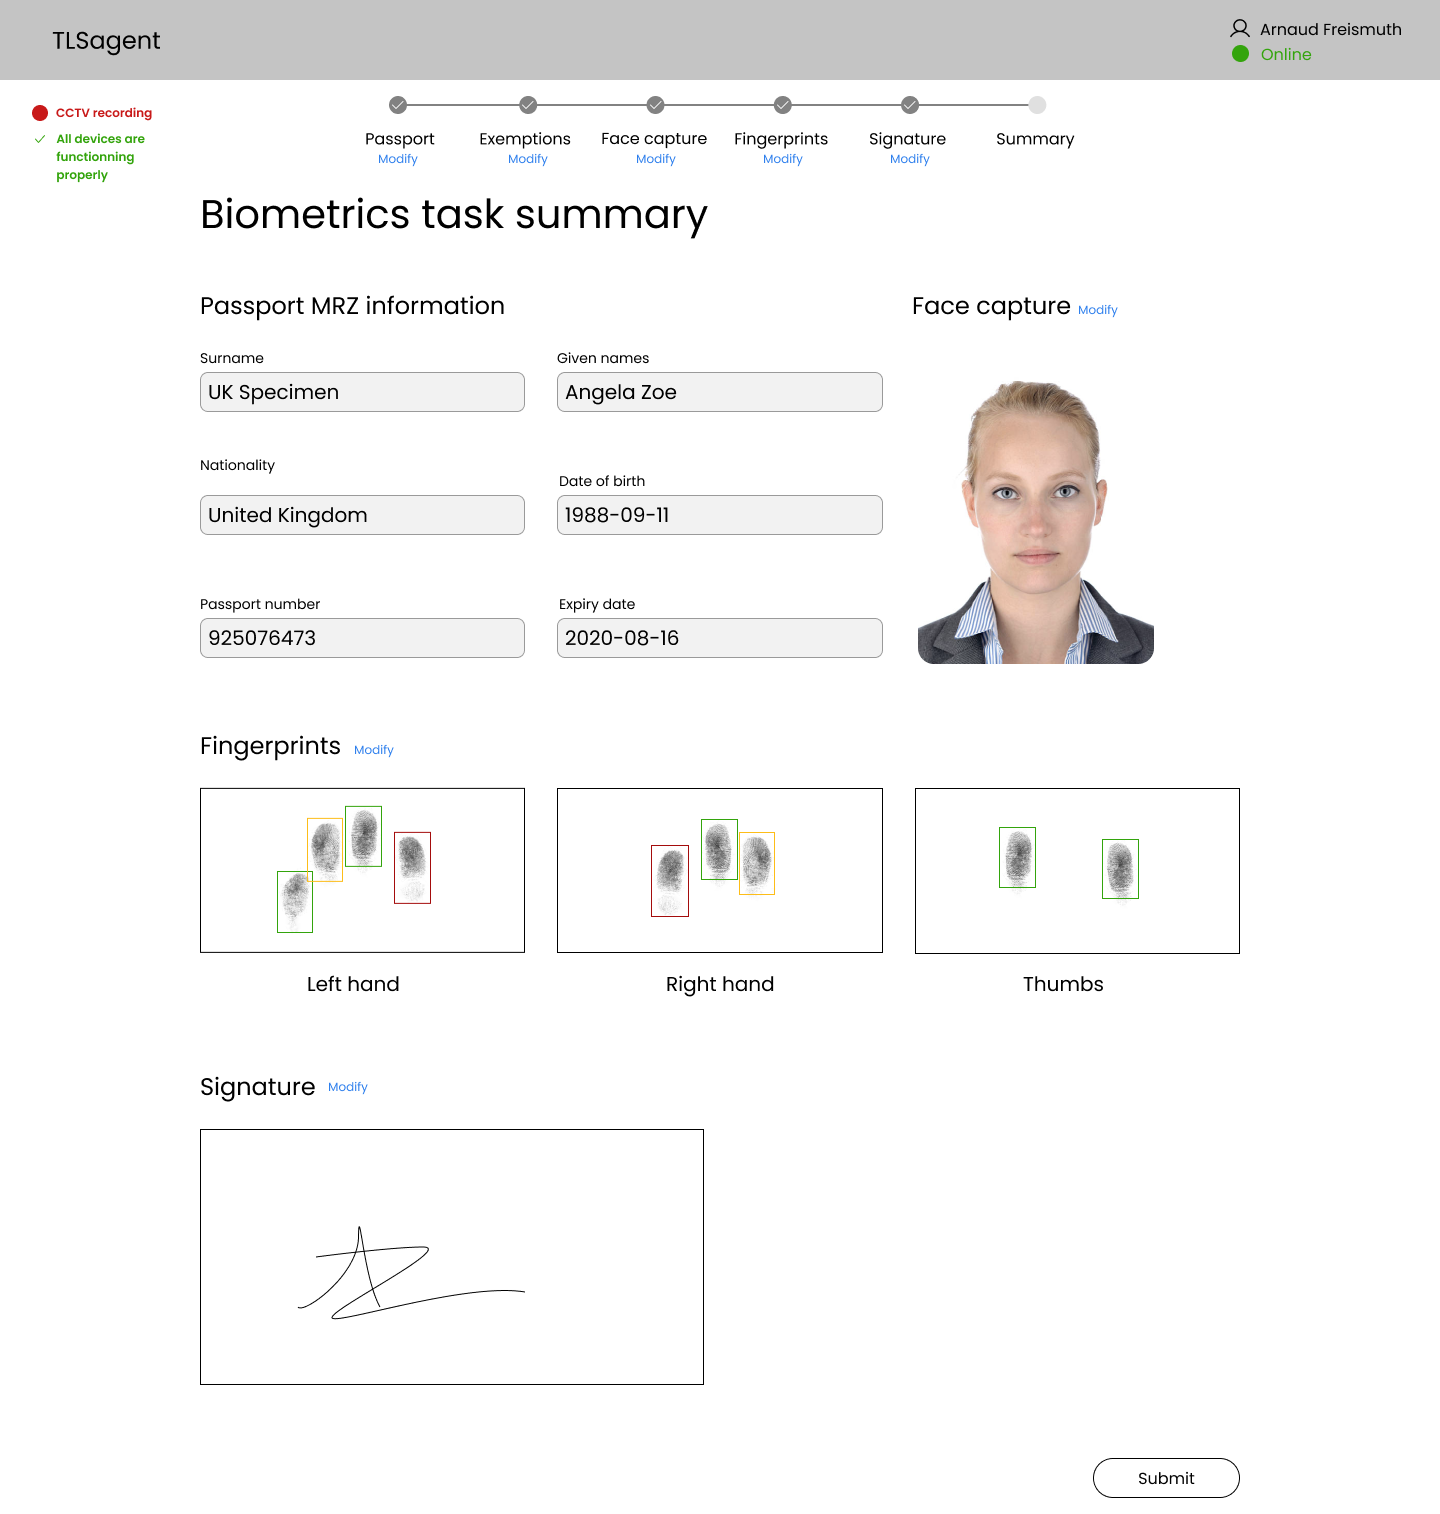 TLSagent
Arnaud Freismuth
Online
CCTV recording
All devices are
functionning
properly
Passport
Modify
Exemptions
Modify
Face capture
Modify
Fingerprints
Modify
Signature
Modify
Summary
Biometrics task summary
Passport MRZ information
Surname
UK Specimen
Given names
Angela Zoe
Nationality
United Kingdom
Date of birth
1988-09-11
Passport number
925076473
Expiry date
2020-08-16
Face capture Modify
Fingerprints Modify
Left hand
Right hand
Thumbs
Signature Modify
Submit